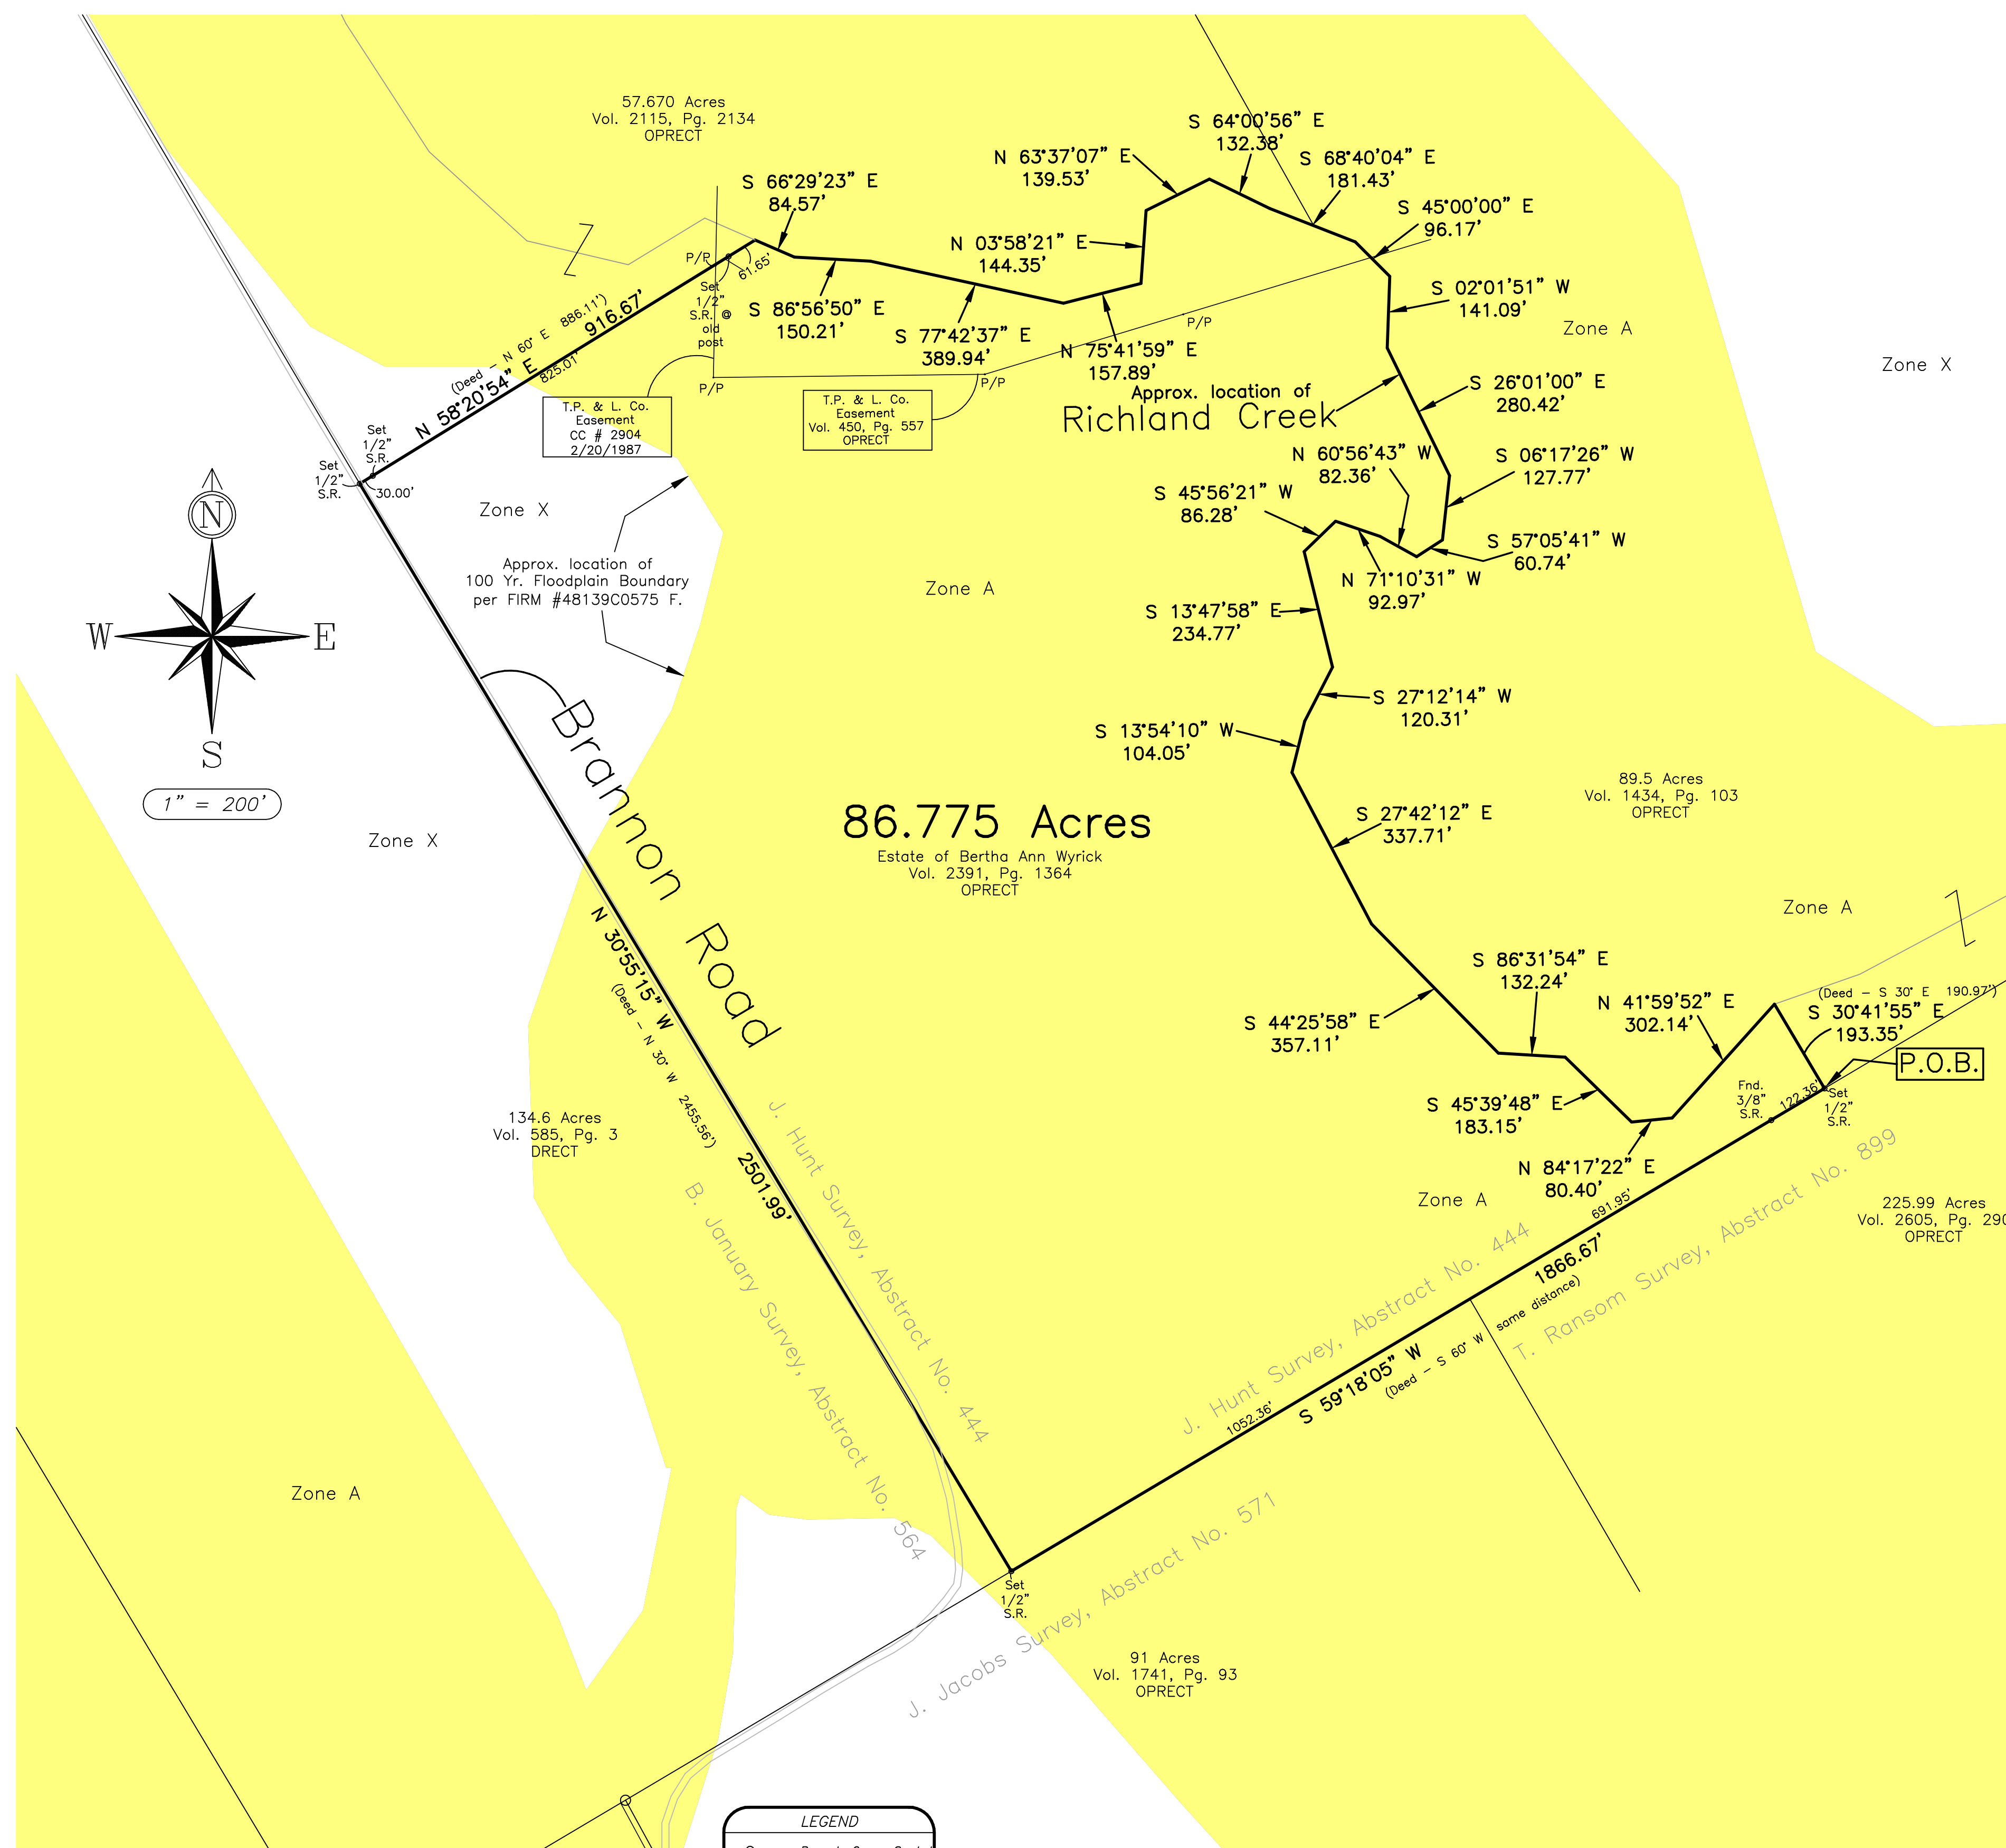 57.670 Acres
Vol. 2115, Pg. 2134
OPRECT
S 66°29'23" E
84.57'
N 63°37'07" E
139.53'
S 64°00'56" E
132.38'
S 68°40'04" E
181.43'
S 45°00'00" E
96.17'
N 03°58'21" E
144.35'
P/P
61.65'
Set
1/2"
S.R. @
old
post
S 86°56'50" E
150.21'
S 77°42'37" E
389.94'
N 75°41'59" E
157.89'
P/P
S 02°01'51" W
141.09'
Zone A
Zone X
(Deed - N 60° E 886.11')
916.67'
N 58°20'54" E
825.01'
P/P
P/P
T.P. & L. Co.
Easement
CC # 2904
2/20/1987
T.P. & L. Co.
Easement
Vol. 450, Pg. 557
OPRECT
Approx. location of
Richland Creek
S 26°01'00" E
280.42'
Set
1/2"
S.R.
Set
1/2"
S.R.
30.00'
N 60°56'43" W
82.36'
S 06°17'26" W
127.77'
S 45°56'21" W
86.28'
N
W
E
S
1" = 200'
Zone X
Approx. location of
100 Yr. Floodplain Boundary
per FIRM #48139C0575 F.
Zone A
S 57°05'41" W
60.74'
N 71°10'31" W
92.97'
S 13°47'58" E
234.77'
S 27°12'14" W
120.31'
S 13°54'10" W
104.05'
Brannon Road
Zone X
86.775 Acres
Estate of Bertha Ann Wyrick
Vol. 2391, Pg. 1364
OPRECT
89.5 Acres
Vol. 1434, Pg. 103
OPRECT
S 27°42'12" E
337.71'
Zone A
N 30°55'15" W
(Deed - N 30° W 2455.56')
2501.99'
S 86°31'54" E
132.24'
N 41°59'52" E
302.14'
(Deed - S 30° E 190.97')
S 30°41'55" E
193.35'
P.O.B.
S 44°25'58" E
357.11'
Fnd.
3/8"
S.R.
122.36'
Set
1/2"
S.R.
S 45°39'48" E
183.15'
N 84°17'22" E
80.40'
134.6 Acres
Vol. 585, Pg. 3
DRECT
J. Hunt Survey, Abstract No. 444
B. January Survey, Abstract No. 564
Zone A
691.95'
225.99 Acres
Vol. 2605, Pg. 290
OPRECT
J. Hunt Survey, Abstract No. 444
T. Ransom Survey, Abstract No. 899
1866.67'
S 59°18'05" W
(Deed - S 60° W same distance)
1052.36'
J. Jacobs Survey, Abstract No. 571
Zone A
Set
1/2"
S.R.
91 Acres
Vol. 1741, Pg. 93
OPRECT
LEGEND